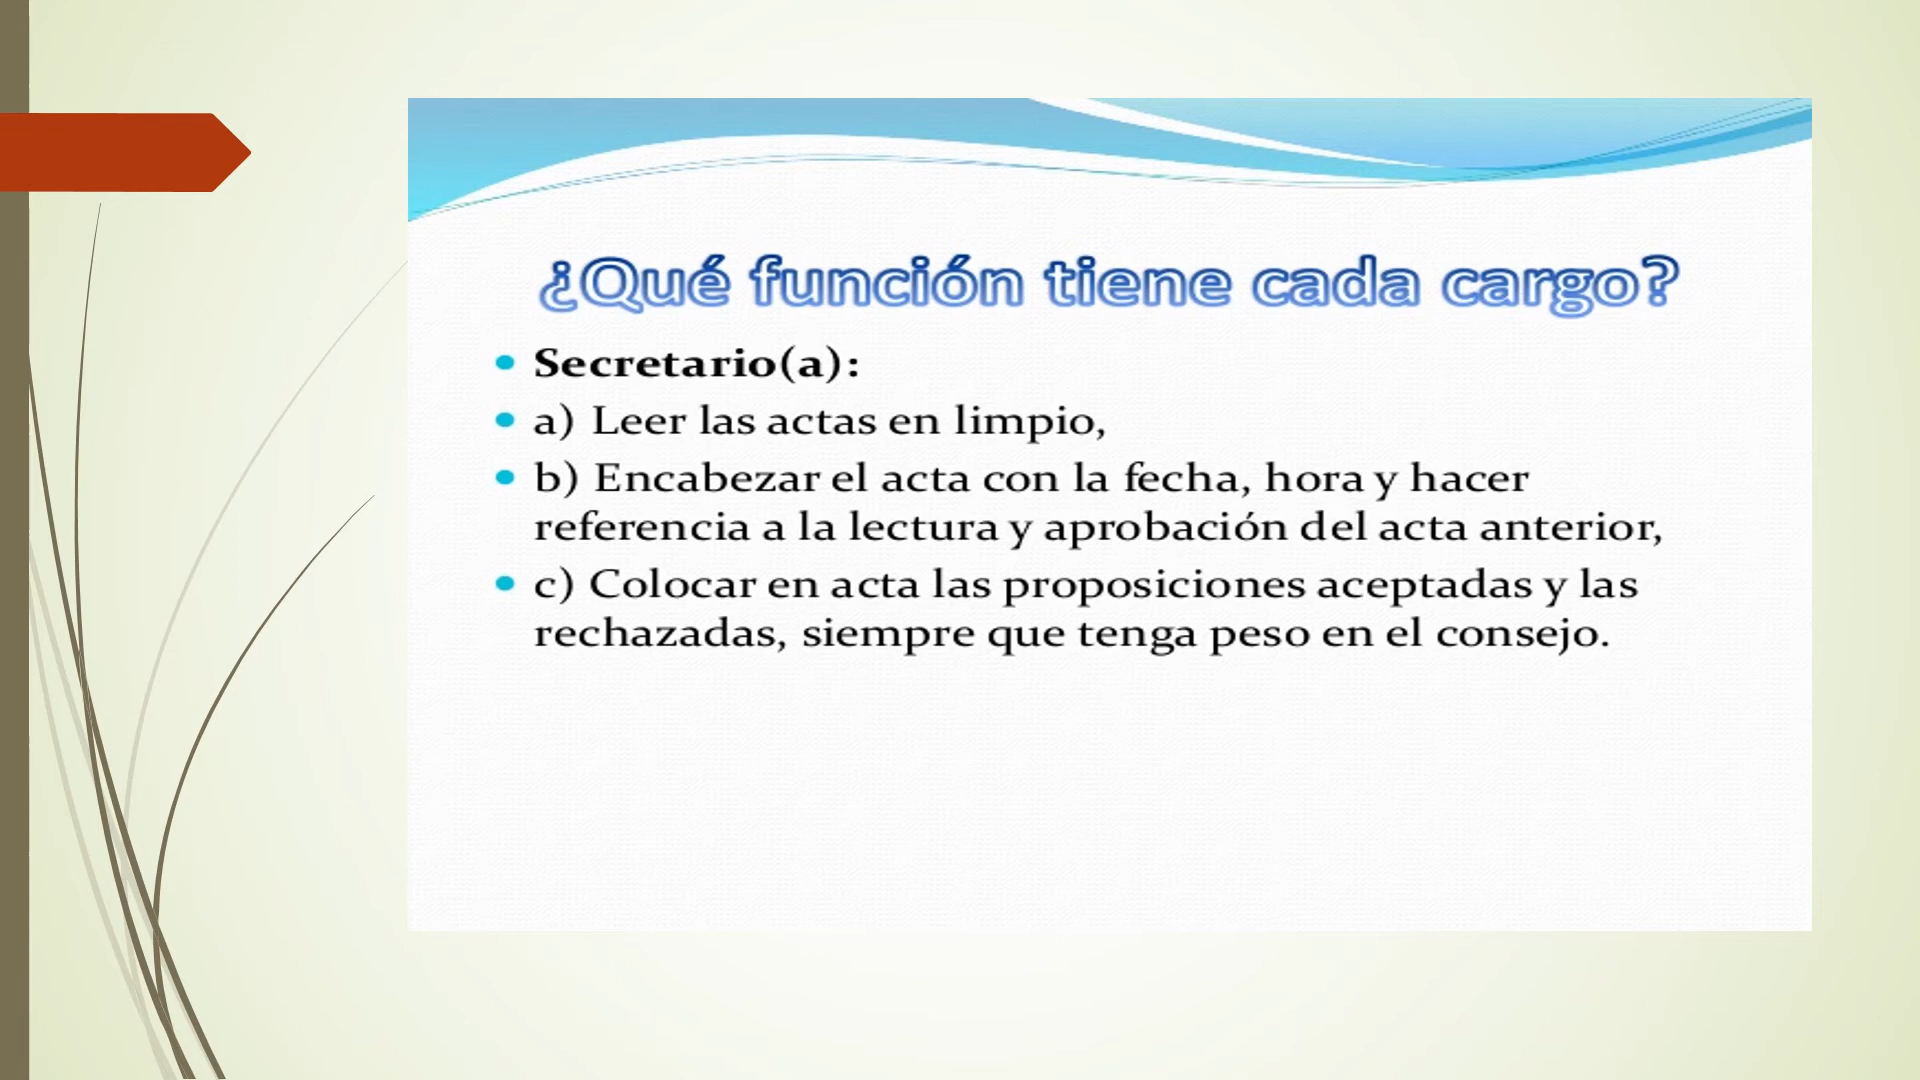 ¿Qué función tiene cada cargo?
• Secretario(a):
• a) Leer las actas en limpio,
• b) Encabezar el acta con la fecha, hora y hacer
referencia a la lectura y aprobación del acta anterior,
• c) Colocar en acta las proposiciones aceptadas y las
rechazadas, siempre que tenga peso en el consejo.